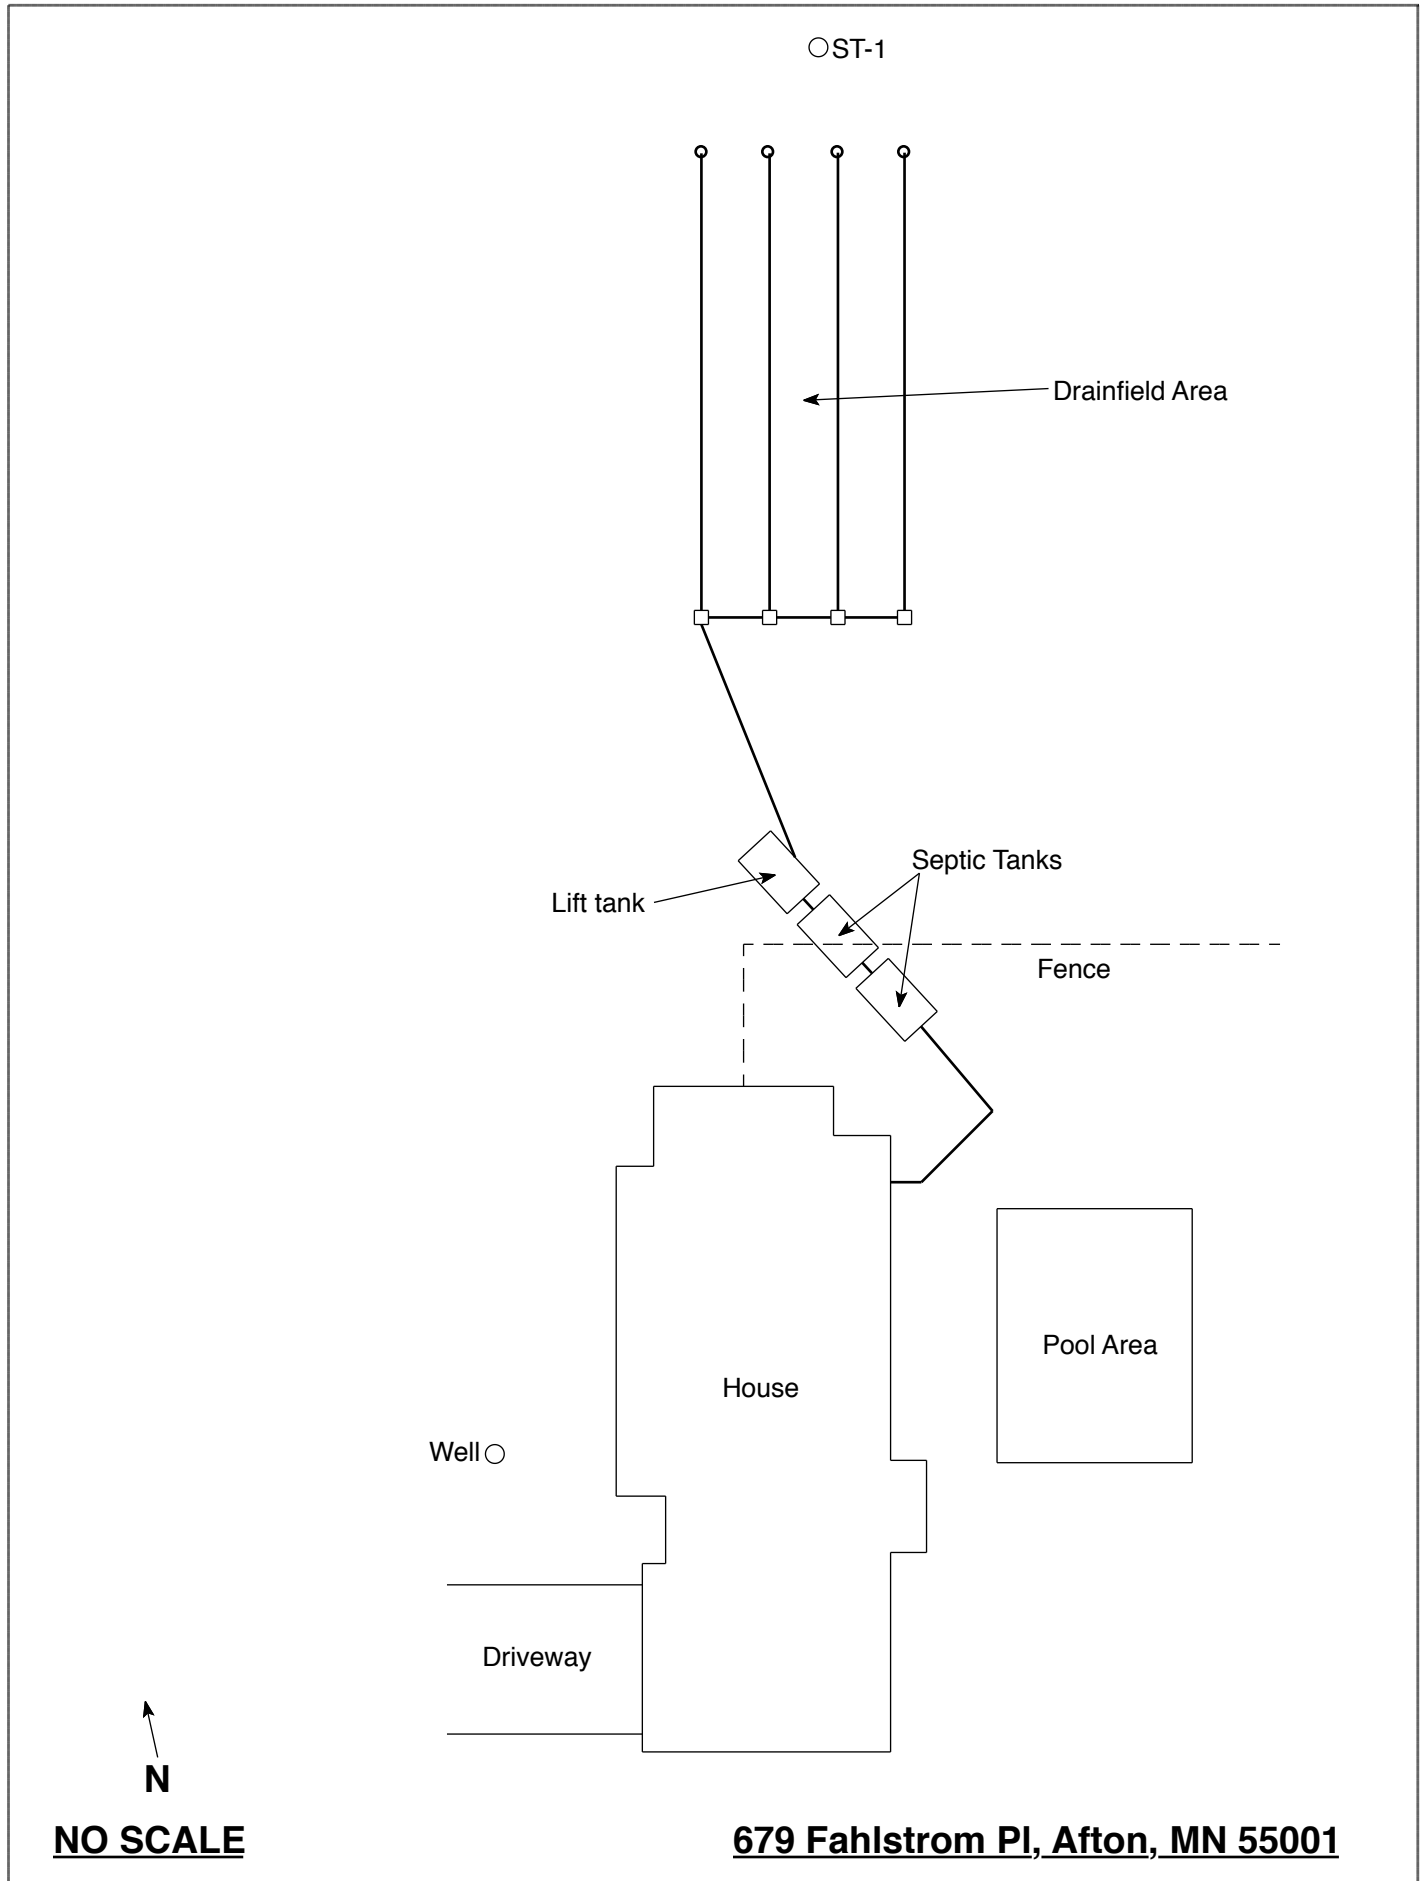 ST-1
Drainfield Area
Septic Tanks
Lift tank
Fence
Pool Area
House
Well
Driveway
N
NO SCALE
679 Fahlstrom Pl, Afton, MN 55001